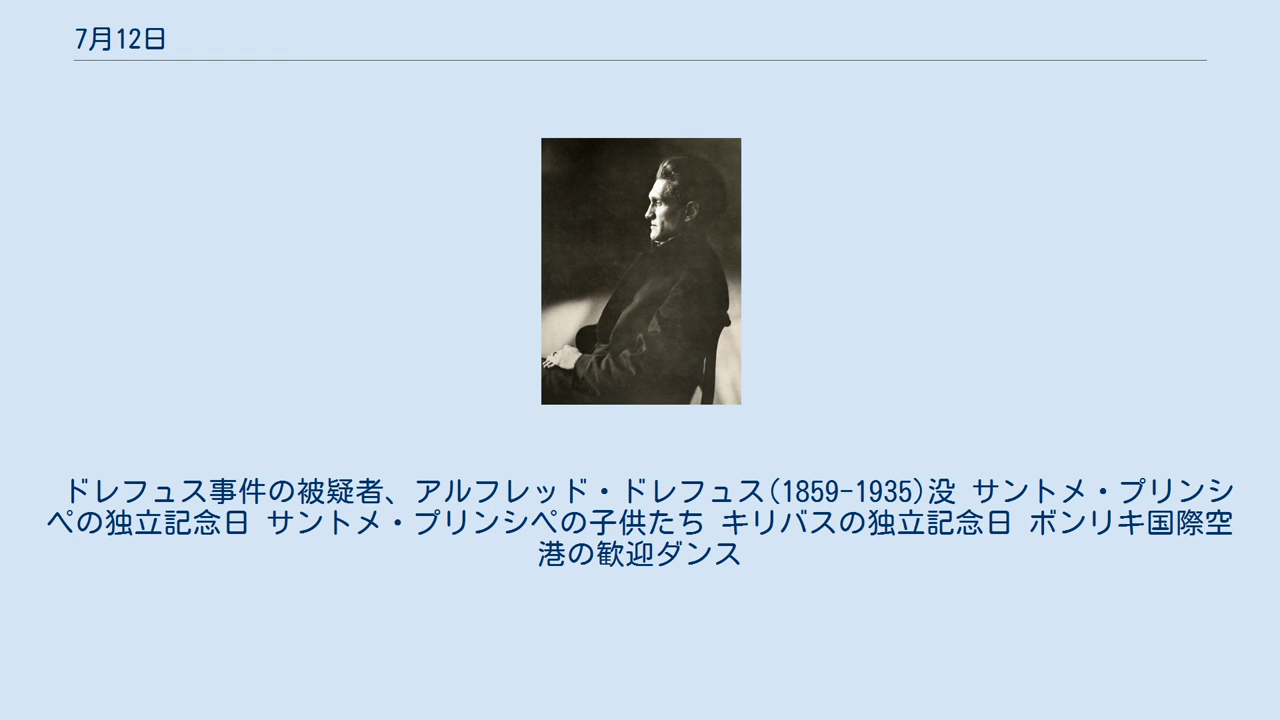 7月12日
ドレフュス事件の被疑者、アルフレッド・ドレフュス(1859-1935)没 サントメ・プリンシ
ペの独立記念日 サントメ・プリンシペの子供たち キリバスの独立記念日 ボンリキ国際空
港の歓迎ダンス